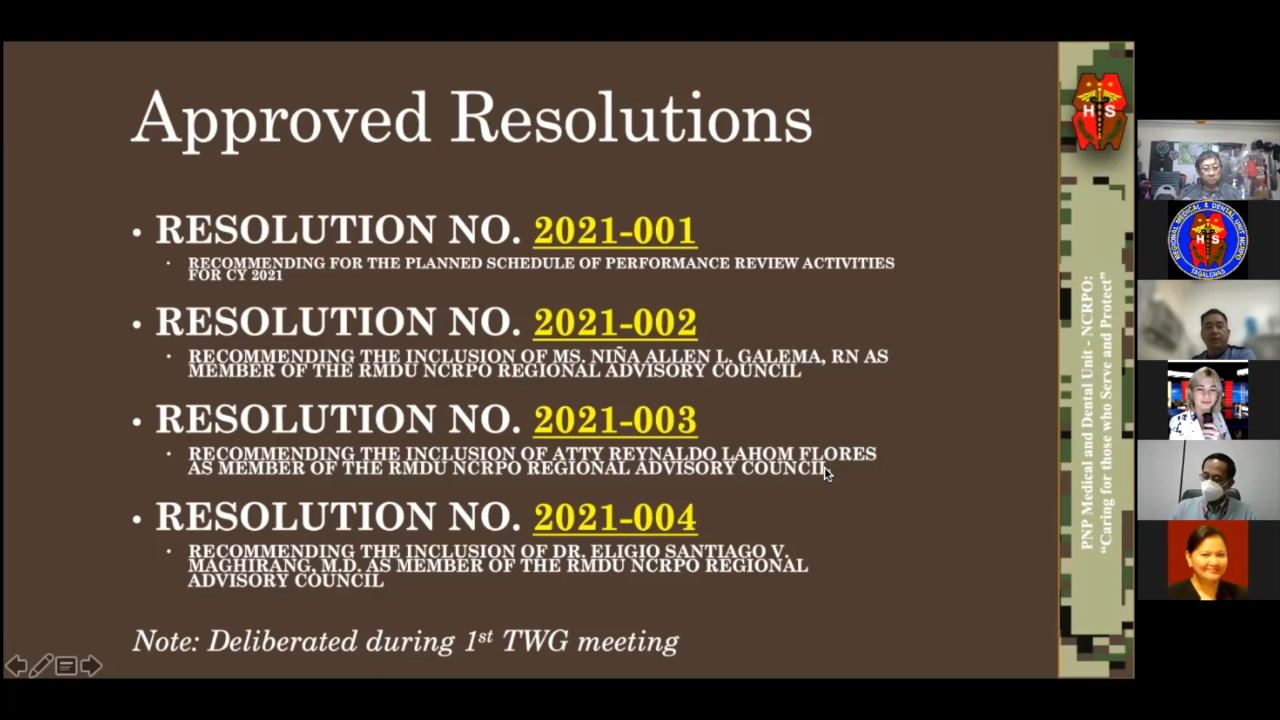 Approved Resolutions
• RESOLUTION NO. 2021-001
• RECOMMENDING FOR THE PLANNED SCHEDULE OF PERFORMANCE REVIEW ACTIVITIES
FOR CY 2021
• RESOLUTION NO. 2021-002
• RECOMMENDING THE INCLUSION OF MS. NIÑA ALLEN L. GALEMA, RN AS
MEMBER OF THE RMDU NCRPO REGIONAL ADVISORY COUNCIL
• RESOLUTION NO. 2021-003
• RECOMMENDING THE INCLUSION OF ATTY REYNALDO LAHOM FLORES
AS MEMBER OF THE RMDU NCRPO REGIONAL ADVISORY COUNCIL
• RESOLUTION NO. 2021-004
• RECOMMENDING THE INCLUSION OF DR. ELIGIO SANTIAGO V.
MAGHIRANG, M.D. AS MEMBER OF THE RMDU NCRPO REGIONAL
ADVISORY COUNCIL
Note: Deliberated during 1st TWG meeting
H S
PNP Medical and Dental Unit - NCRPO:
“Caring for those who Serve and Protect”
REGIONAL MEDICAL & DENTAL UNIT NCRPO
H S